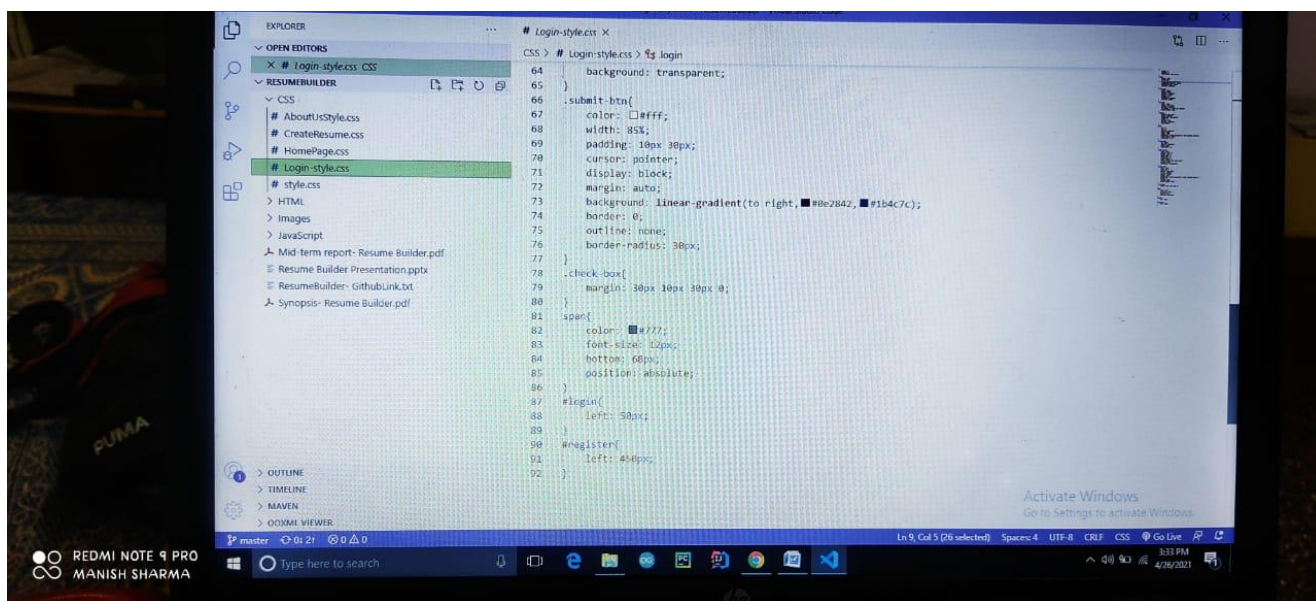 EXPLORER
...
OPEN EDITORS
× # Login-style.css CSS
RESUMEBUILDER
CSS
# AboutUsStyle.css
# CreateResume.css
# HomePage.css
# Login-style.css
# style.css
> HTML
> Images
> JavaScript
Mid-term report- Resume Builder.pdf
Resume Builder Presentation.pptx
ResumeBuilder- GithubLink.txt
Synopsis- Resume Builder.pdf
> OUTLINE
> TIMELINE
> MAVEN
> OOXML VIEWER
# Login-style.css ×
...
CSS > # Login-style.css > .login
64 background: transparent;
65 }
66 .submit-btn{
67 color: #fff;
68 width: 85%;
69 padding: 10px 30px;
70 cursor: pointer;
71 display: block;
72 margin: auto;
73 background: linear-gradient(to right, #0e2842, #1b4c7c);
74 border: 0;
75 outline: none;
76 border-radius: 30px;
77 }
78 .check-box{
79 margin: 30px 10px 30px 0;
80 }
81 span{
82 color: #777;
83 font-size: 12px;
84 bottom: 68px;
85 position: absolute;
86 }
87 #login{
88 left: 50px;
89 }
90 #register{
91 left: 450px;
92 }
Activate Windows
Go to Settings to activate Windows.
master 0↓ 2↑ 0 0
Ln 9, Col 5 (26 selected) Spaces: 4 UTF-8 CRLF CSS Go Live
Type here to search
3:33 PM
4/26/2021
PUMA
hp
REDMI NOTE 9 PRO
MANISH SHARMA